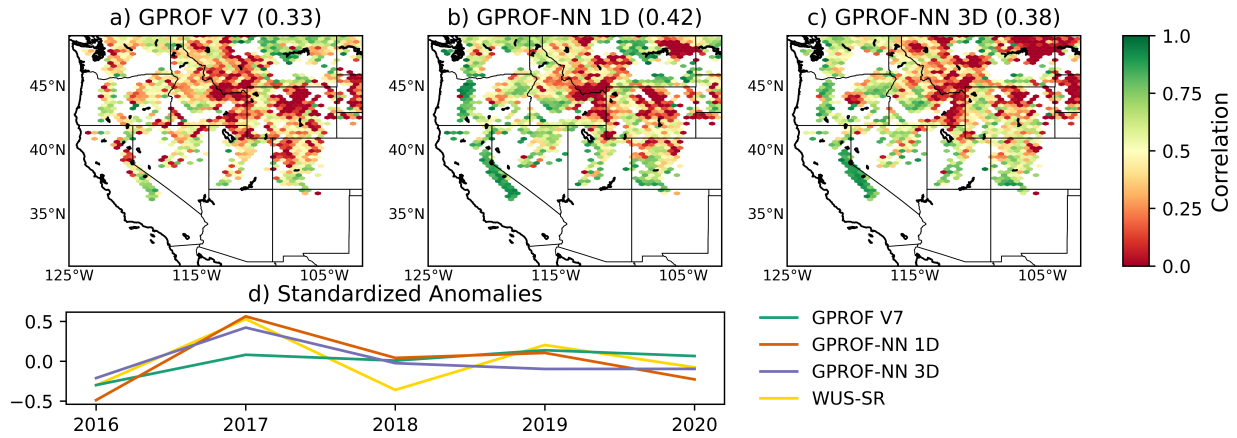 a) GPROF V7 (0.33)
b) GPROF-NN 1D (0.42)
c) GPROF-NN 3D (0.38)
45°N
40°N
35°N
125°W
115°W
105°W
45°N
40°N
35°N
125°W
115°W
105°W
45°N
40°N
35°N
125°W
115°W
105°W
1.0
0.75
0.5
0.25
0.0
Correlation
d) Standardized Anomalies
0.5
0.0
−0.5
2016
2017
2018
2019
2020
GPROF V7
GPROF-NN 1D
GPROF-NN 3D
WUS-SR